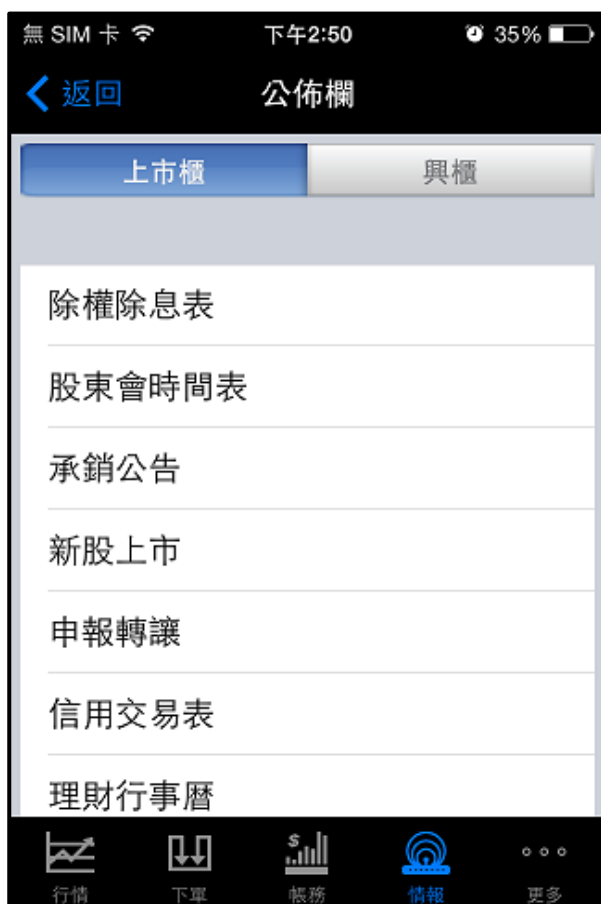 無 SIM 卡 下午2:50 35%
返回 公佈欄
上市櫃 興櫃
除權除息表
股東會時間表
承銷公告
新股上市
申報轉讓
信用交易表
理財行事曆
行情 下單 帳務 情報 更多